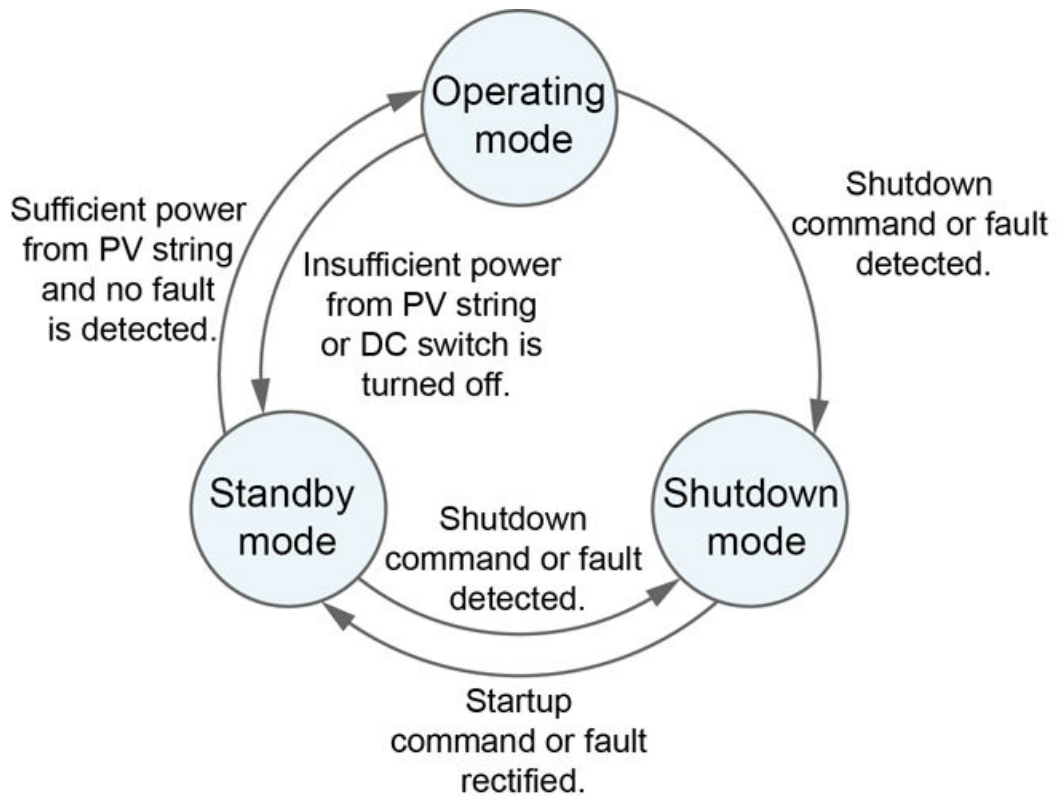 Operating
mode
Shutdown
command or fault
detected.
Sufficient power
from PV string
and no fault
is detected.
Insufficient power
from PV string
or DC switch is
turned off.
Standby
mode
Shutdown
command or fault
detected.
Shutdown
mode
Startup
command or fault
rectified.